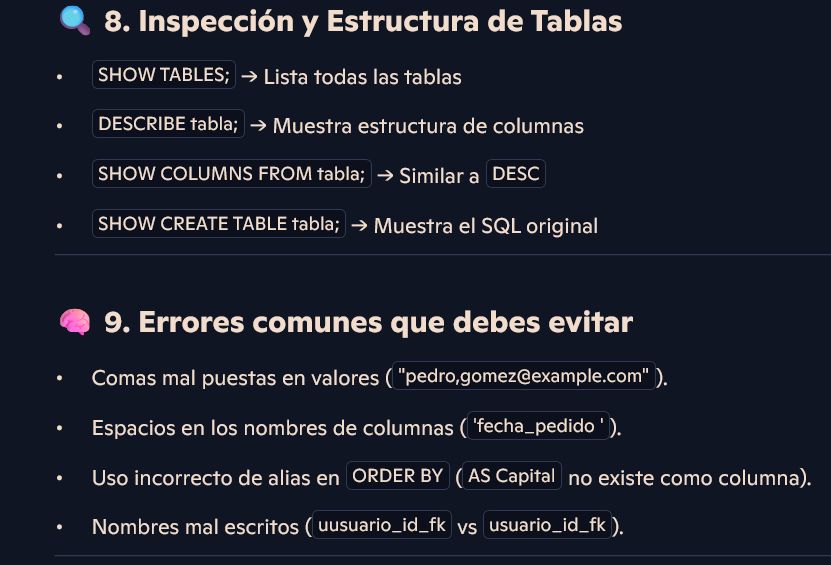 🔍 8. Inspección y Estructura de Tablas
• SHOW TABLES; → Lista todas las tablas
• DESCRIBE tabla; → Muestra estructura de columnas
• SHOW COLUMNS FROM tabla; → Similar a DESC
• SHOW CREATE TABLE tabla; → Muestra el SQL original
🧠 9. Errores comunes que debes evitar
• Comas mal puestas en valores ("pedro,gomez@example.com").
• Espacios en los nombres de columnas ('fecha_pedido ').
• Uso incorrecto de alias en ORDER BY (AS Capital no existe como columna).
• Nombres mal escritos (uusuario_id_fk vs usuario_id_fk).